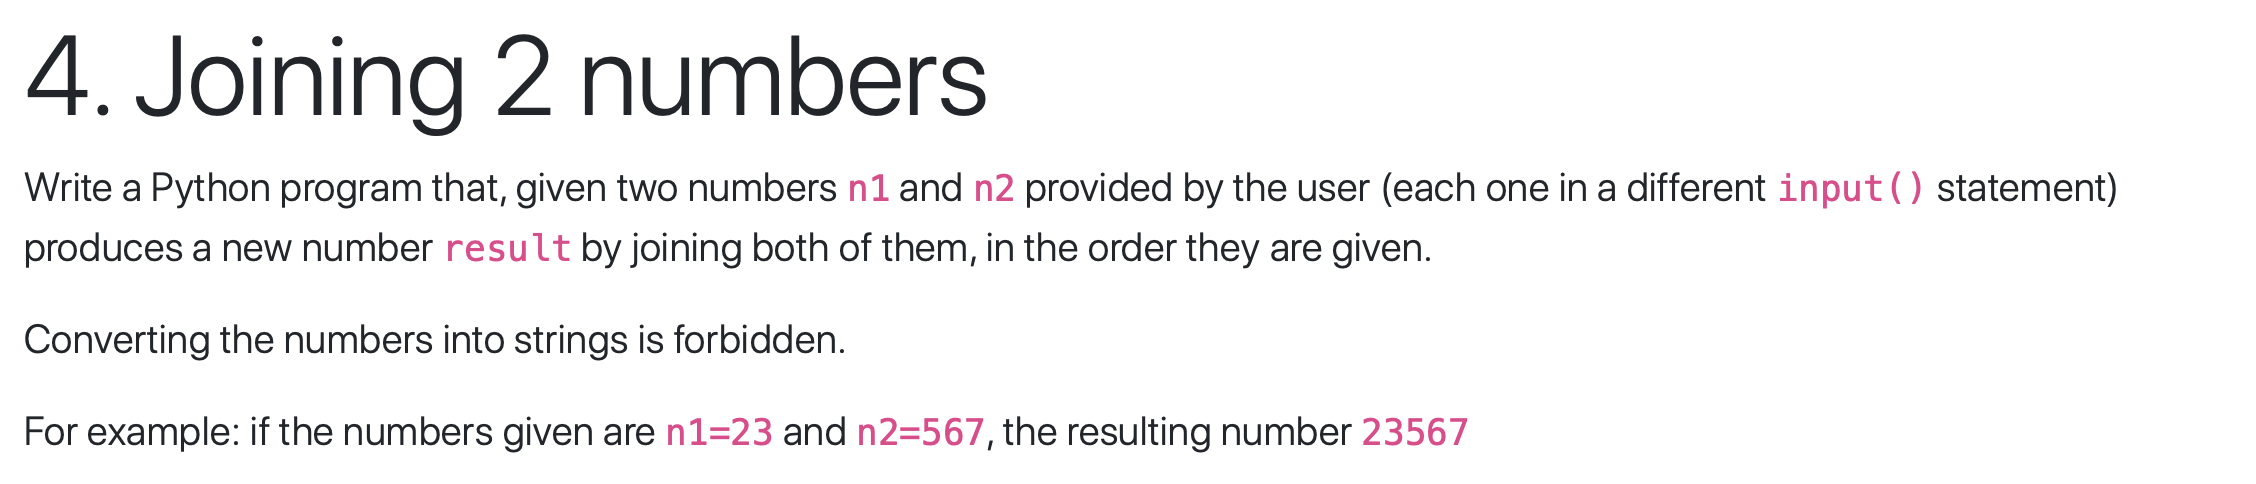 4. Joining 2 numbers
Write a Python program that, given two numbers n1 and n2 provided by the user (each one in a different input() statement)
produces a new number result by joining both of them, in the order they are given.
Converting the numbers into strings is forbidden.
For example: if the numbers given are n1=23 and n2=567, the resulting number 23567